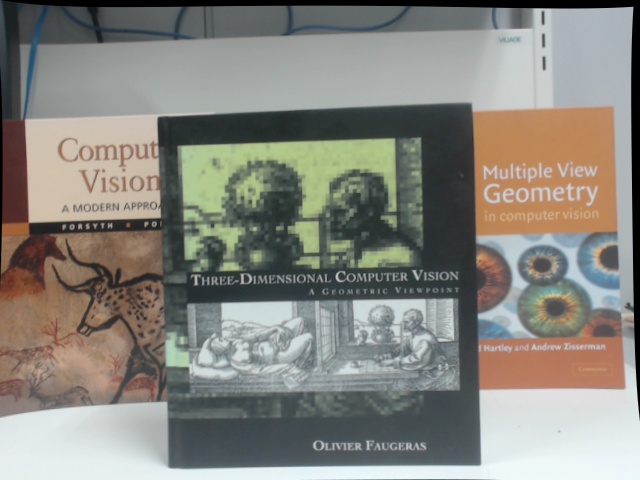 Comput
Vision
A MODERN APPROA
FORSYTH
THREE-DIMENSIONAL COMPUTER VISION
A GEOMETRIC VIEWPOINT
OLIVIER FAUGERAS
Multiple View
Geometry
in computer vision
Hartley and Andrew Zisserman